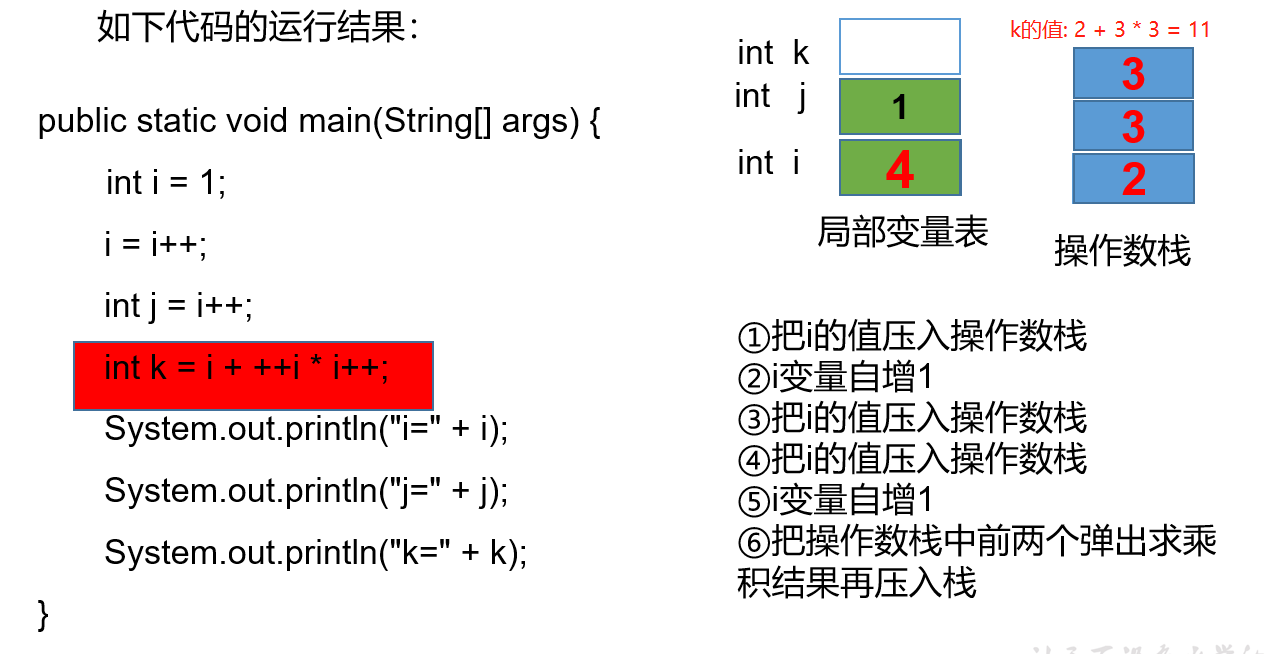 如下代码的运行结果：
public static void main(String[] args) {
int i = 1;
i = i++;
int j = i++;
int k = i + ++i * i++;
System.out.println("i=" + i);
System.out.println("j=" + j);
System.out.println("k=" + k);
}
int k
int j
1
int i
4
局部变量表
k的值: 2 + 3 * 3 = 11
3
3
2
操作数栈
①把i的值压入操作数栈
②i变量自增1
③把i的值压入操作数栈
④把i的值压入操作数栈
⑤i变量自增1
⑥把操作数栈中前两个弹出求乘
积结果再压入栈